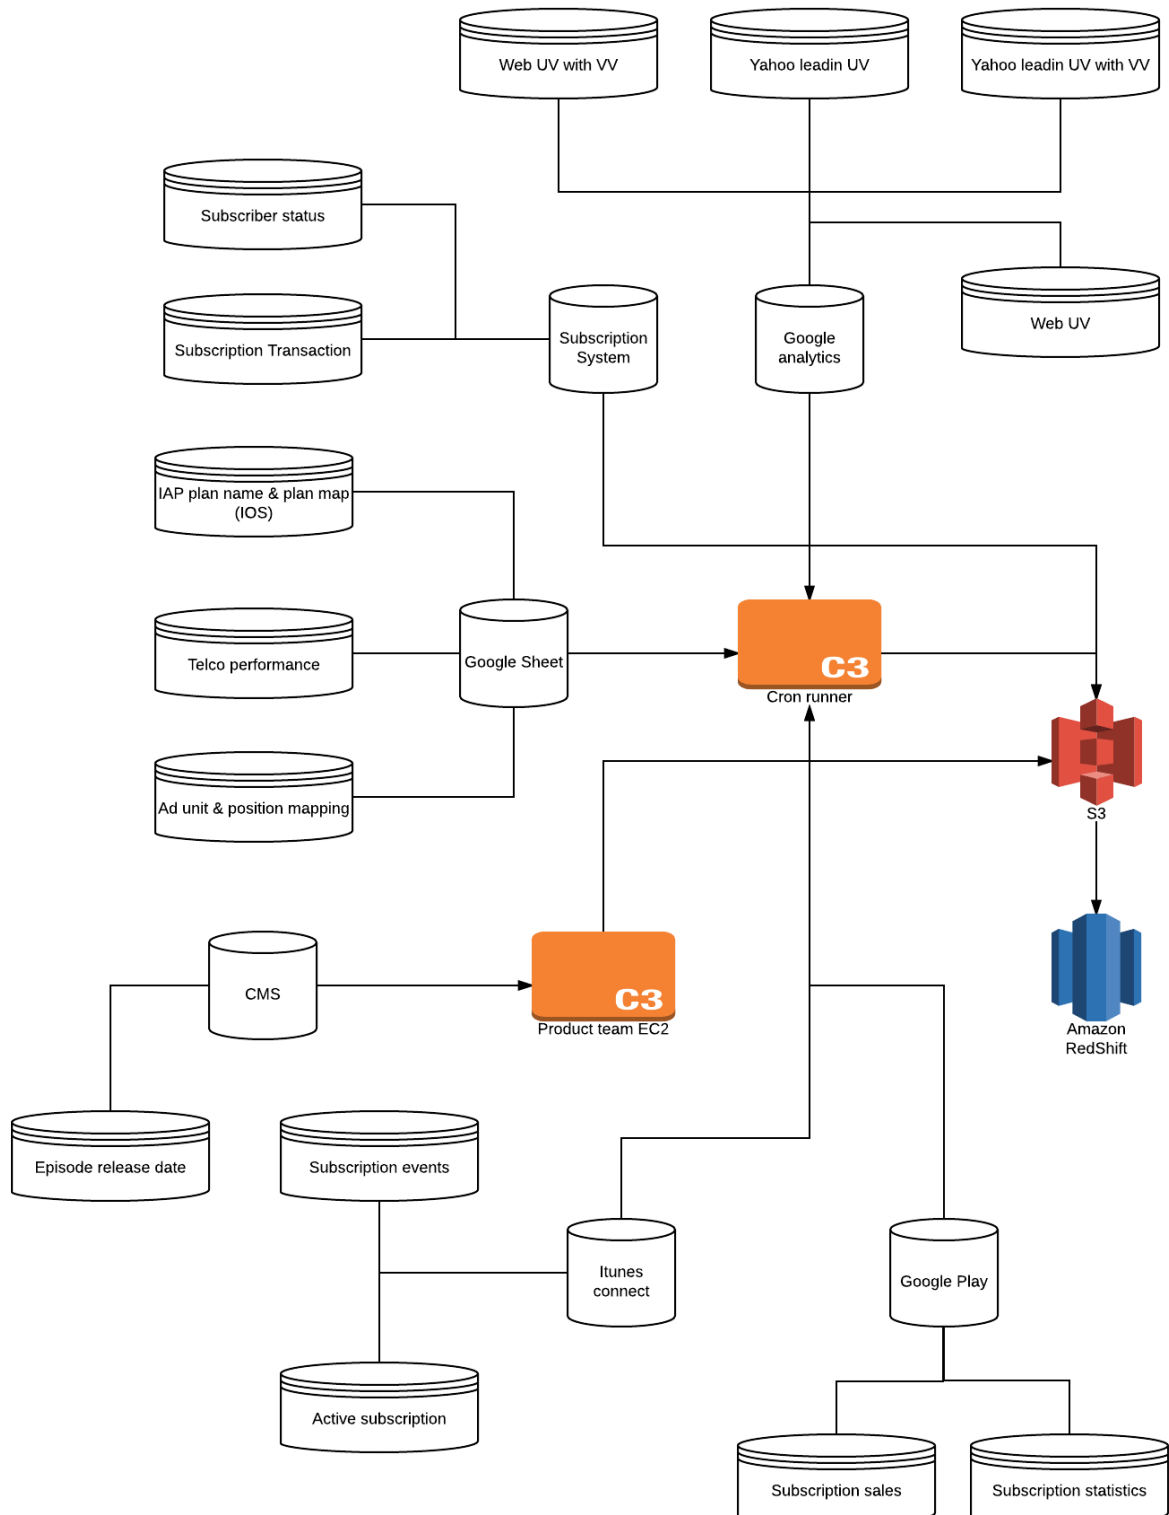 Web UV with VV
Yahoo leadin UV
Yahoo leadin UV with VV
Subscriber status
Subscription Transaction
Subscription
System
Google
analytics
Web UV
IAP plan name & plan map
(IOS)
Telco performance
Google Sheet
C3
Cron runner
Ad unit & position mapping
S3
CMS
C3
Product team EC2
Amazon
RedShift
Episode release date
Subscription events
Itunes
connect
Google Play
Active subscription
Subscription sales
Subscription statistics